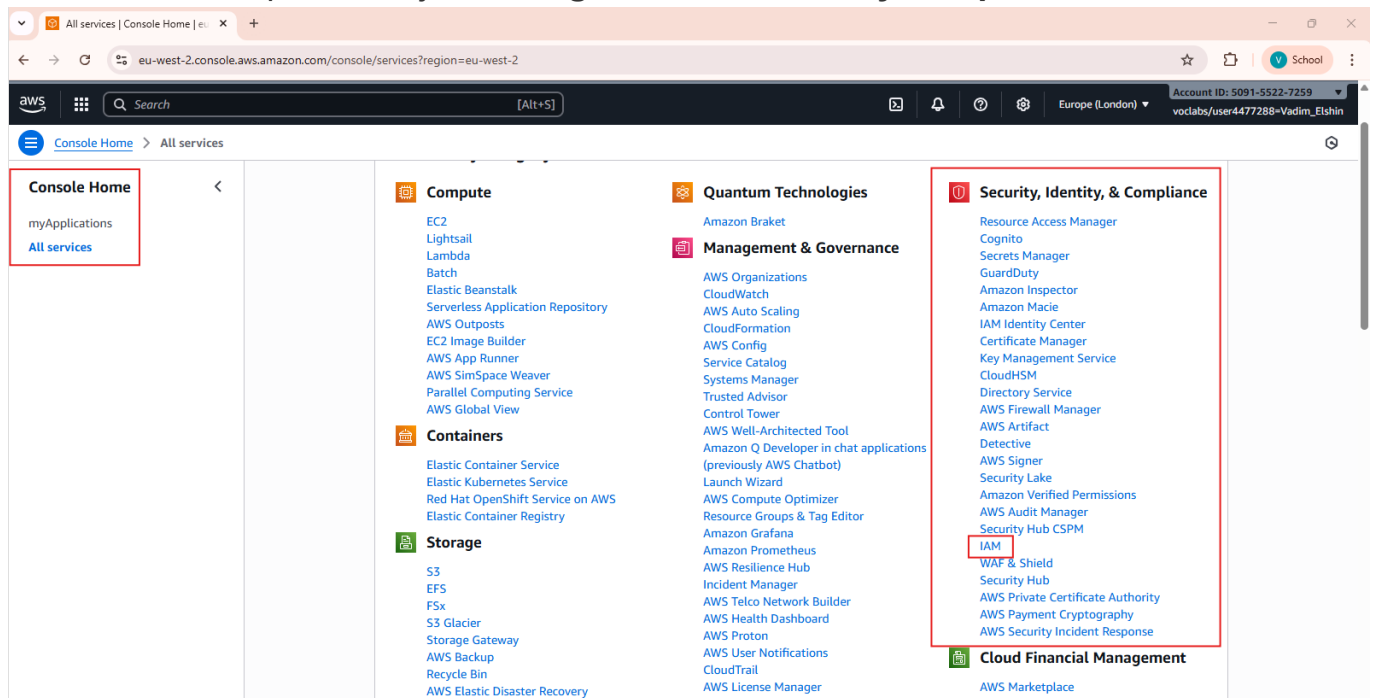 All services | Console Home | eu
eu-west-2.console.aws.amazon.com/console/services?region=eu-west-2
School
aws
Search
[Alt+S]
Europe (London)
Account ID: 5091-5522-7259
voclabs/user4477288=Vadim_Elshin
Console Home > All services
Console Home
myApplications
All services
Compute
EC2
Lightsail
Lambda
Batch
Elastic Beanstalk
Serverless Application Repository
AWS Outposts
EC2 Image Builder
AWS App Runner
AWS SimSpace Weaver
Parallel Computing Service
AWS Global View
Containers
Elastic Container Service
Elastic Kubernetes Service
Red Hat OpenShift Service on AWS
Elastic Container Registry
Storage
S3
EFS
FSx
S3 Glacier
Storage Gateway
AWS Backup
Recycle Bin
AWS Elastic Disaster Recovery
Quantum Technologies
Amazon Braket
Management & Governance
AWS Organizations
CloudWatch
AWS Auto Scaling
CloudFormation
AWS Config
Service Catalog
Systems Manager
Trusted Advisor
Control Tower
AWS Well-Architected Tool
Amazon Q Developer in chat applications
(previously AWS Chatbot)
Launch Wizard
AWS Compute Optimizer
Resource Groups & Tag Editor
Amazon Grafana
Amazon Prometheus
AWS Resilience Hub
Incident Manager
AWS Telco Network Builder
AWS Health Dashboard
AWS Proton
AWS User Notifications
CloudTrail
AWS License Manager
Security, Identity, & Compliance
Resource Access Manager
Cognito
Secrets Manager
GuardDuty
Amazon Inspector
Amazon Macie
IAM Identity Center
Certificate Manager
Key Management Service
CloudHSM
Directory Service
AWS Firewall Manager
AWS Artifact
Detective
AWS Signer
Security Lake
Amazon Verified Permissions
AWS Audit Manager
Security Hub CSPM
IAM
WAF & Shield
Security Hub
AWS Private Certificate Authority
AWS Payment Cryptography
AWS Security Incident Response
Cloud Financial Management
AWS Marketplace